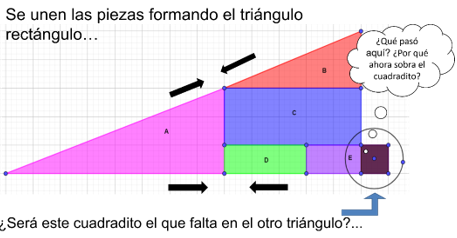 Se unen las piezas formando el triángulo
rectángulo…
¿Qué pasó
aquí? ¿Por qué
ahora sobra el
cuadradito?
B
A
C
D
E
¿Será este cuadradito el que falta en el otro triángulo?...